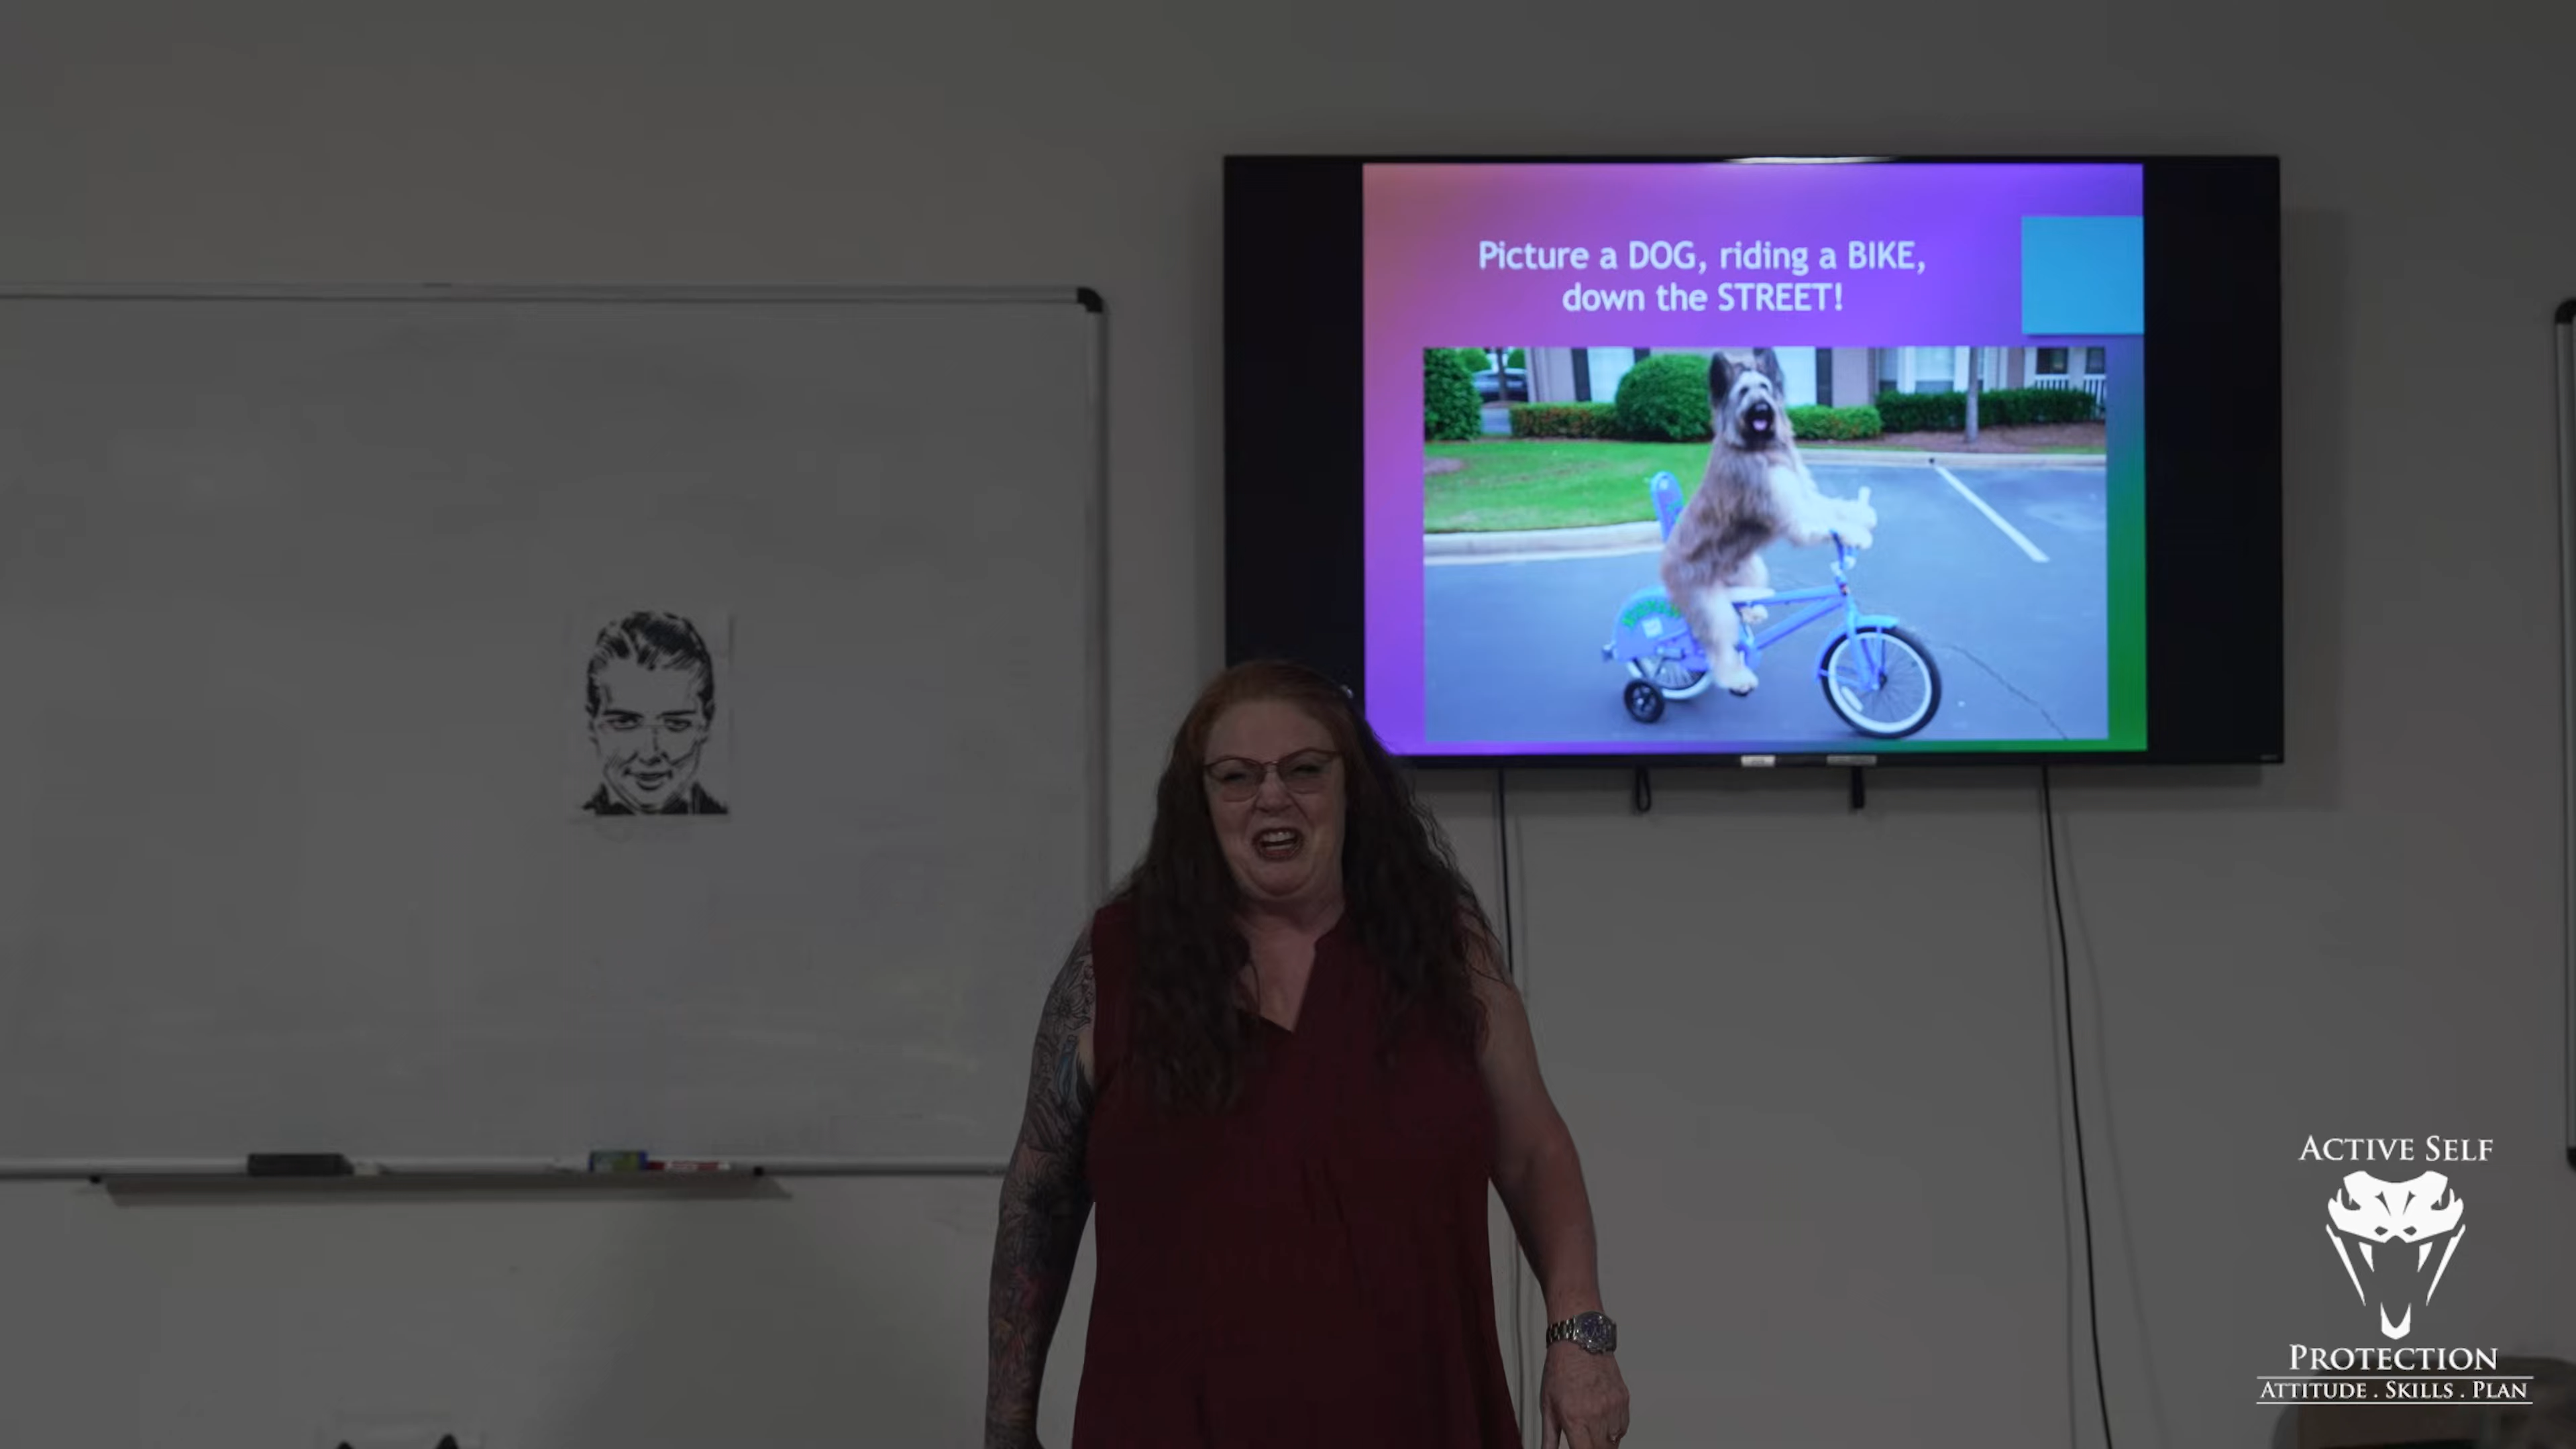 Picture a DOG, riding a BIKE,
down the STREET!
ACTIVE SELF
PROTECTION
ATTITUDE . SKILLS . PLAN